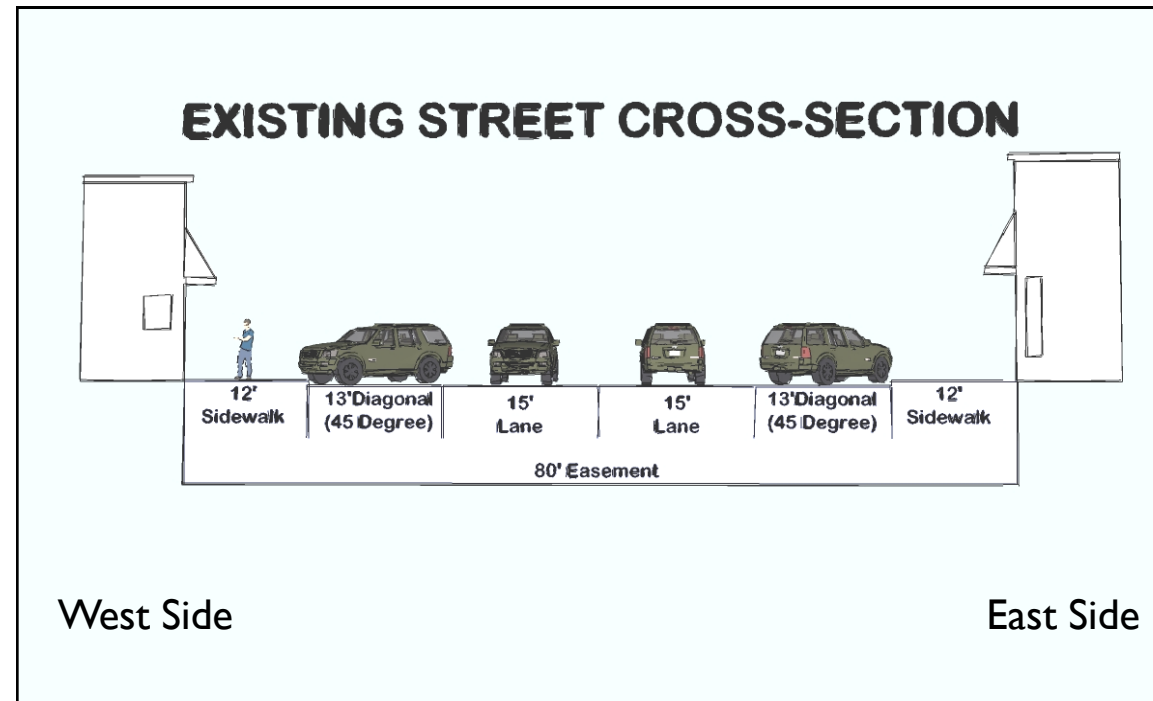 EXISTING STREET CROSS-SECTION
12' Sidewalk
13'Diagonal (45 Degree)
15' Lane
15' Lane
13'Diagonal (45 Degree)
12' Sidewalk
80' Easement
West Side
East Side